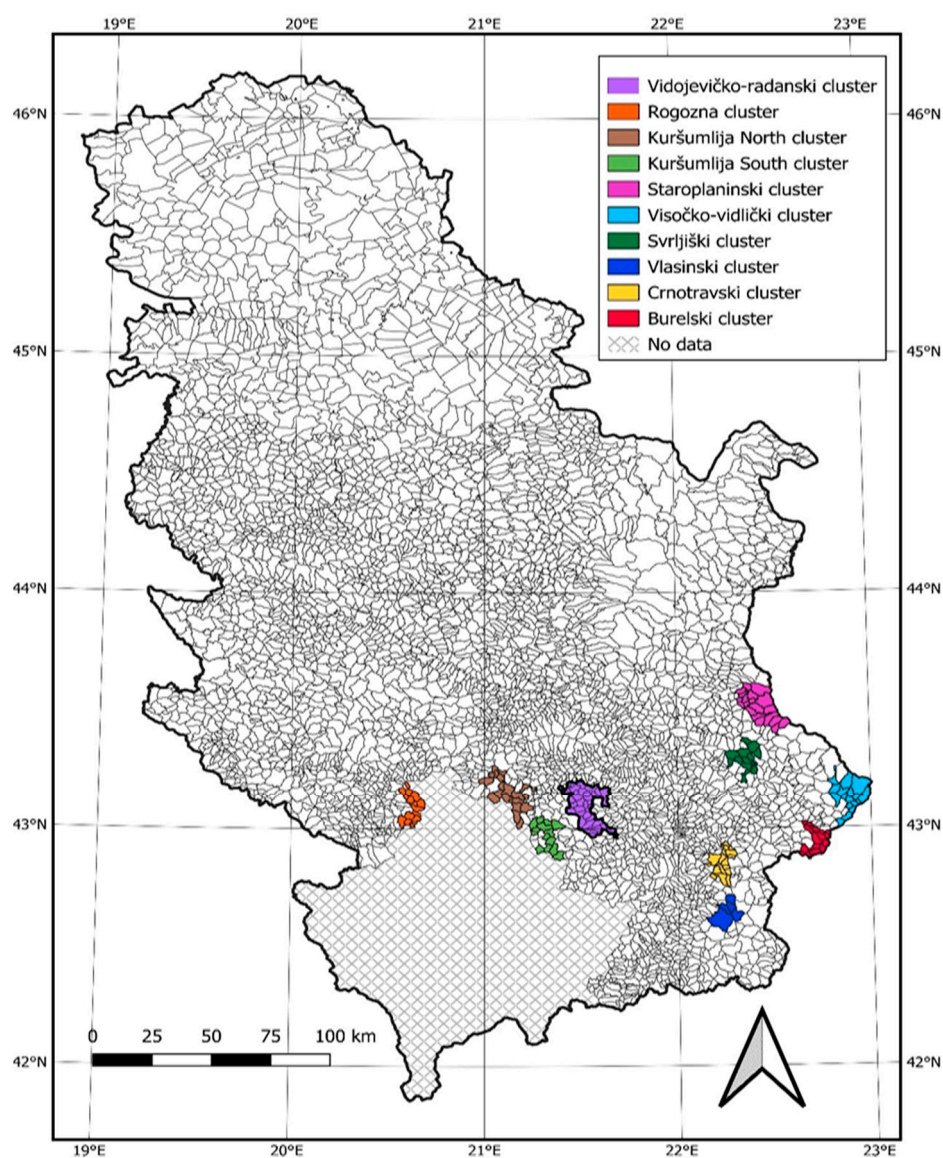 19°E 20°E 21°E 22°E 23°E
Vidojevičko-radanski cluster
46°N 46°N
Rogozna cluster
Kuršumlija North cluster
Kuršumlija South cluster
Staroplaninski cluster
Visočko-vidlički cluster
Svrljiški cluster
Vlasinski cluster
Crnotravski cluster
Burelski cluster
No data
45°N 45°N
44°N 44°N
43°N 43°N
0 25 50 75 100 km
42°N 42°N
19°E 20°E 21°E 22°E 23°E